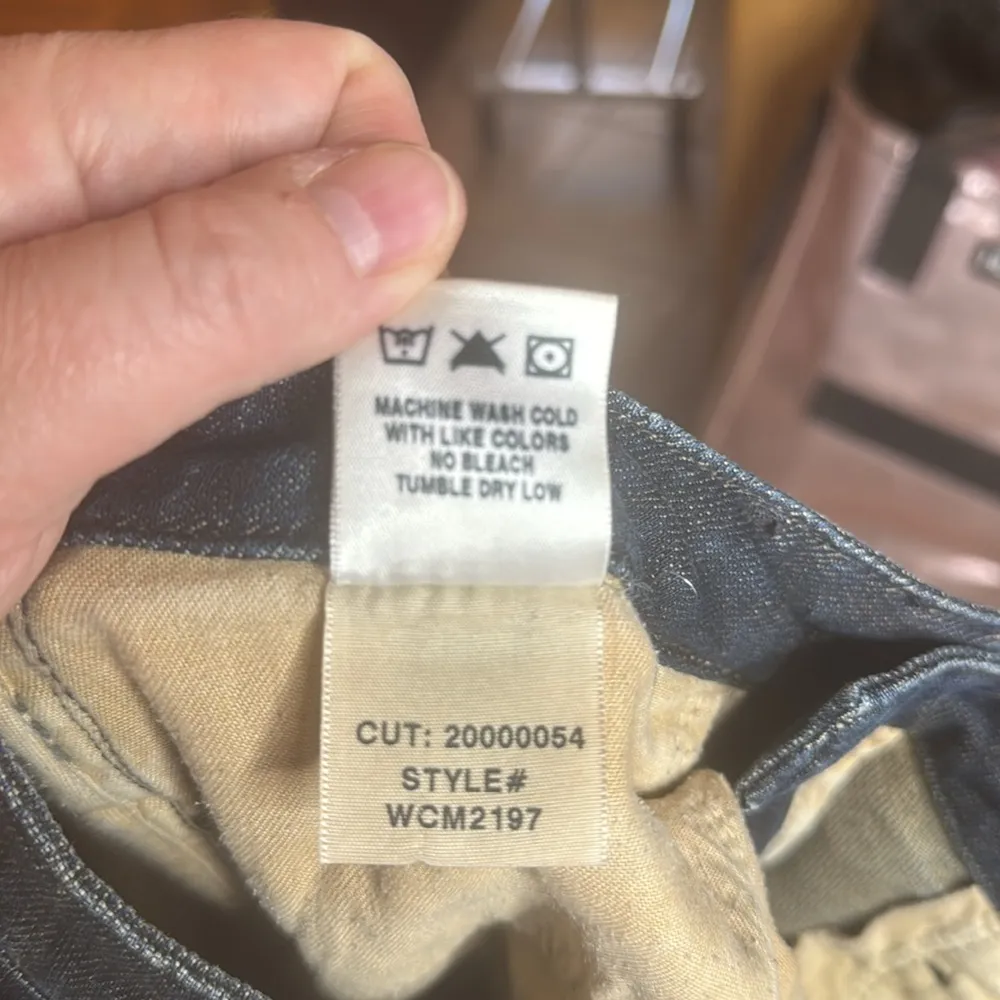 MACHINE WASH COLD
WITH LIKE COLORS
NO BLEACH
TUMBLE DRY LOW
CUT: 20000054
STYLE#
WCM2197